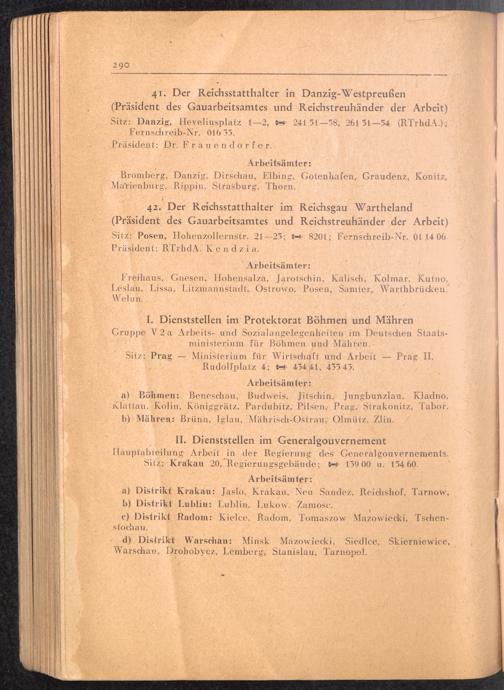 290
41. Der Reichsstatthalter in Danzig-Westpreußen
(Präsident des Gauarbeitsamtes und Reichstreuhänder der Arbeit)
Sitz: Danzig, Heveliusplatz 1—2, 241 51—58; 261 51—54 (RTrhdA.);
Fernschreib-Nr. 016 35.
Präsident: Dr. Frauendorfer.
Arbeitsämter:
Bromberg, Danzig, Dirschau, Elbing, Gotenhafen, Graudenz, Konitz,
Marienburg, Rippin, Strasburg, Thorn.
42. Der Reichsstatthalter im Reichsgau Wartheland
(Präsident des Gauarbeitsamtes und Reichstreuhänder der Arbeit)
Sitz: Posen, Hohenzollernstr. 21—23; 8201; Fernschreib-Nr. 01 14 06
Präsident: RTrhdA. Kendzia.
Arbeitsämter:
Freihaus, Gnesen, Hohensalza, Jarotschin, Kalisch, Kolmar, Kutno,
Leslau, Lissa, Litzmannstadt, Ostrowo, Posen, Samter, Warthbrücken,
Welun.
I. Dienststellen im Protektorat Böhmen und Mähren
Gruppe V 2 a Arbeits- und Sozialangelegenheiten im Deutschen Staats-
ministerium für Böhmen und Mähren.
Sitz: Prag — Ministerium für Wirtschaft und Arbeit — Prag II,
Rudolfplatz 4; 434 41, 433 43.
Arbeitsämter:
a) Böhmen: Beneschau, Budweis, Jitschin, Jungbunzlau, Kladno,
Klattau, Kolin, Königgrätz, Pardubitz, Pilsen, Prag, Strakonitz, Tabor.
b) Mähren: Brünn, Iglau, Mährisch-Ostrau, Olmütz, Zlin.
II. Dienststellen im Generalgouvernement
Hauptabteilung Arbeit in der Regierung des Generalgouvernements.
Sitz: Krakau 20, Regierungsgebäude; 139 00 u. 134 60.
Arbeitsämter:
a) Distrikt Krakau: Jaslo, Krakau, Neu Sandez, Reichshof, Tarnow,
b) Distrikt Lublin: Lublin, Lukow, Zamosc.
c) Distrikt Radom: Kielce, Radom, Tomaszow Mazowiecki, Tschen-
stochau.
d) Distrikt Warschau: Minsk Mazowiecki, Siedlce, Skierniewice,
Warschau, Drohobycz, Lemberg, Stanislau, Tarnopol.